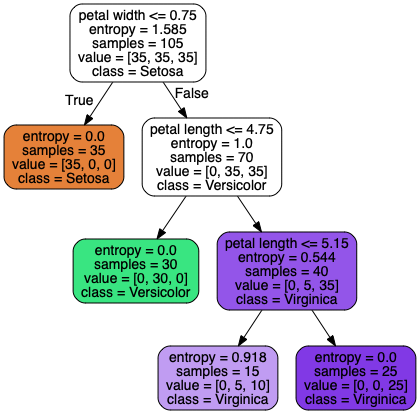 petal width <= 0.75
entropy = 1.585
samples = 105
value = [35, 35, 35]
class = Setosa
True
False
entropy = 0.0
samples = 35
value = [35, 0, 0]
class = Setosa
petal length <= 4.75
entropy = 1.0
samples = 70
value = [0, 35, 35]
class = Versicolor
entropy = 0.0
samples = 30
value = [0, 30, 0]
class = Versicolor
petal length <= 5.15
entropy = 0.544
samples = 40
value = [0, 5, 35]
class = Virginica
entropy = 0.918
samples = 15
value = [0, 5, 10]
class = Virginica
entropy = 0.0
samples = 25
value = [0, 0, 25]
class = Virginica